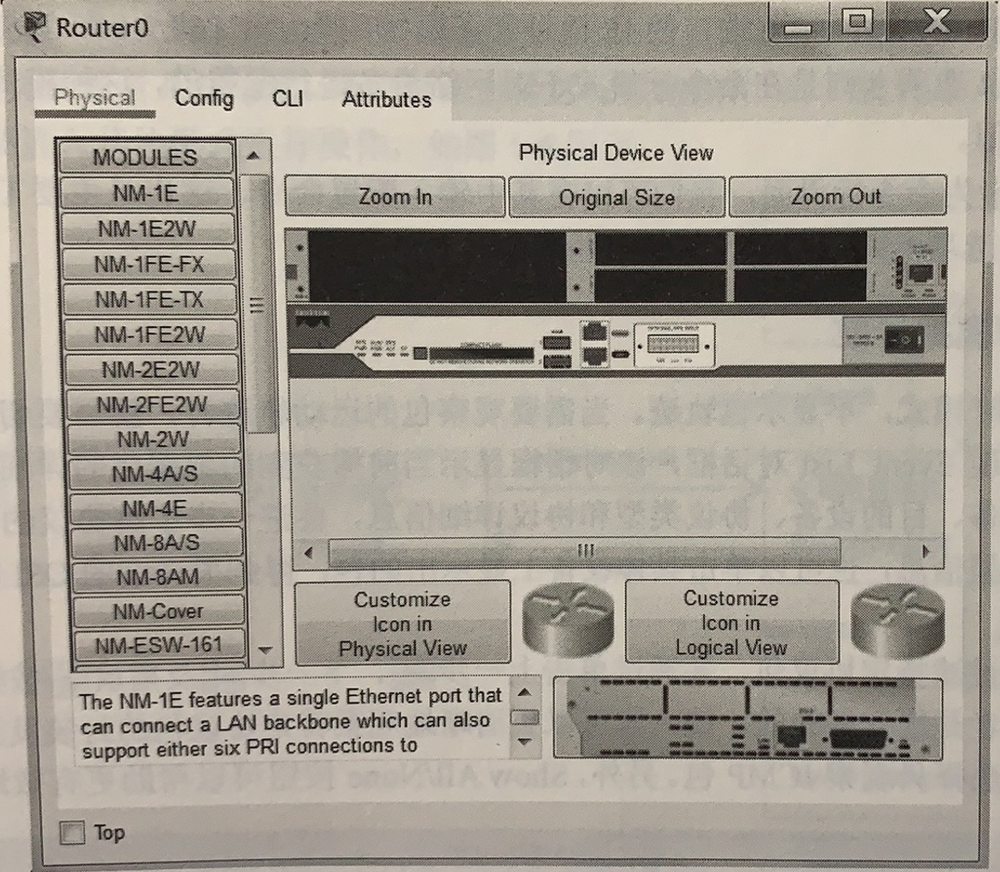 Router0
Physical
Config
CLI
Attributes
MODULES
NM-1E
NM-1E2W
NM-1FE-FX
NM-1FE-TX
NM-1FE2W
NM-2E2W
NM-2FE2W
NM-2W
NM-4A/S
NM-4E
NM-8A/S
NM-8AM
NM-Cover
NM-ESW-161
Physical Device View
Zoom In
Original Size
Zoom Out
Customize
Icon in
Physical View
Customize
Icon in
Logical View
The NM-1E features a single Ethernet port that
can connect a LAN backbone which can also
support either six PRI connections to
Top